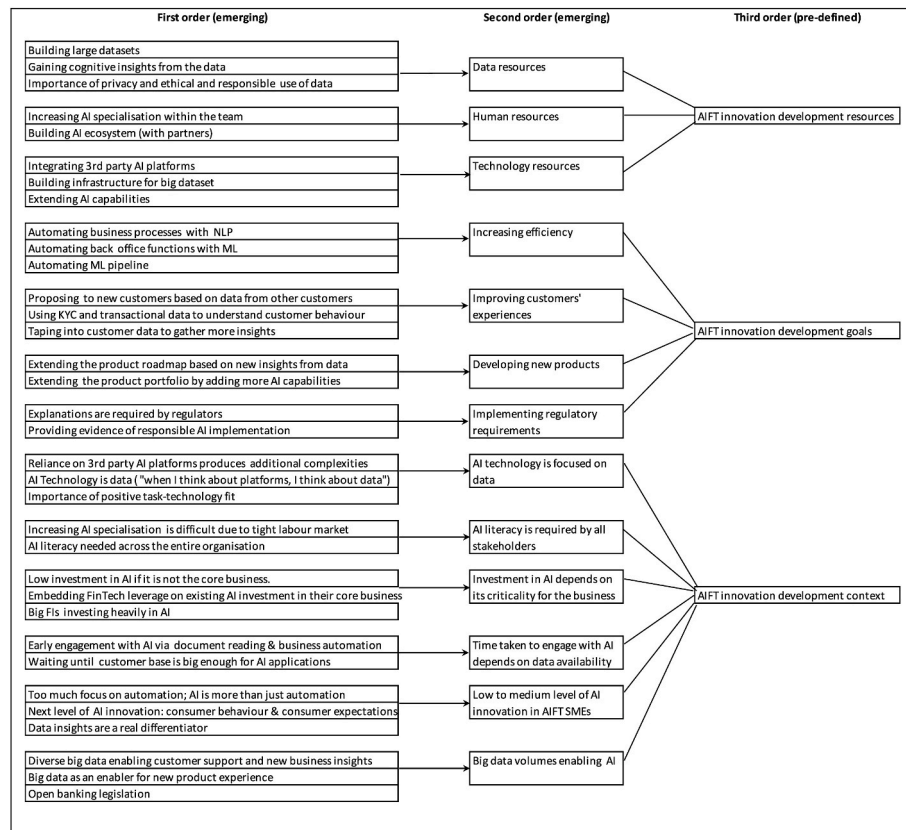 First order (emerging)
Second order (emerging)
Third order (pre-defined)
Building large datasets
Gaining cognitive insights from the data
Importance of privacy and ethical and responsible use of data
Data resources
Increasing AI specialisation within the team
Building AI ecosystem (with partners)
Human resources
AIFT innovation development resources
Integrating 3rd party AI platforms
Building infrastructure for big dataset
Extending AI capabilities
Technology resources
Automating business processes with NLP
Automating back office functions with ML
Automating ML pipeline
Increasing efficiency
Proposing to new customers based on data from other customers
Using KYC and transactional data to understand customer behaviour
Taping into customer data to gather more insights
Improving customers'
experiences
AIFT innovation development goals
Extending the product roadmap based on new insights from data
Extending the product portfolio by adding more AI capabilities
Developing new products
Explanations are required by regulators
Providing evidence of responsible AI implementation
Implementing regulatory
requirements
Reliance on 3rd party AI platforms produces additional complexities
AI Technology is data ( "when I think about platforms, I think about data")
Importance of positive task-technology fit
AI technology is focused on
data
Increasing AI specialisation is difficult due to tight labour market
AI literacy needed across the entire organisation
AI literacy is required by all
stakeholders
Low investment in AI if it is not the core business.
Embedding FinTech leverage on existing AI investment in their core business
Big FIs investing heavily in AI
Investment in AI depends on
its criticality for the business
AIFT innovation development context
Early engagement with AI via document reading & business automation
Waiting until customer base is big enough for AI applications
Time taken to engage with AI
depends on data availability
Too much focus on automation; AI is more than just automation
Next level of AI innovation: consumer behaviour & consumer expectations
Data insights are a real differentiator
Low to medium level of AI
innovation in AIFT SMEs
Diverse big data enabling customer support and new business insights
Big data as an enabler for new product experience
Open banking legislation
Big data volumes enabling AI